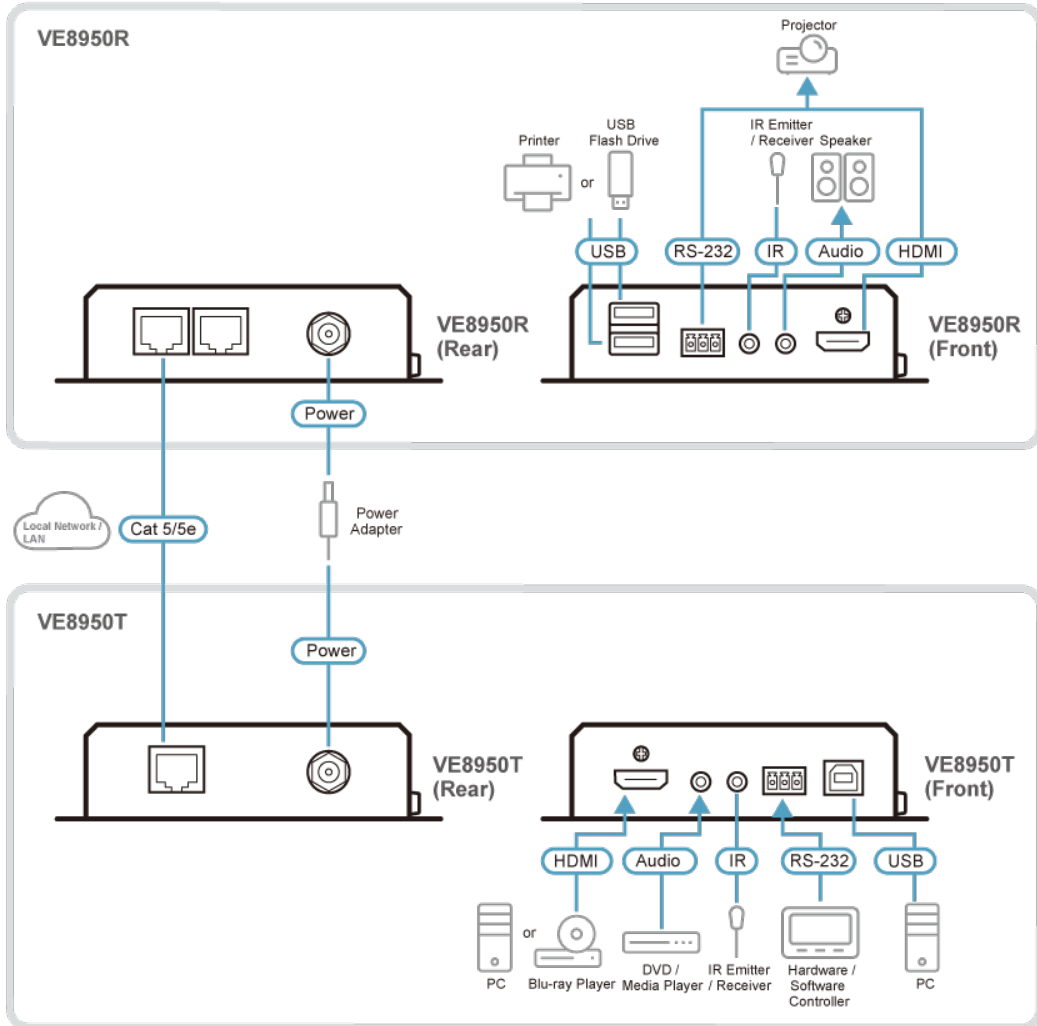 VE8950R
Projector
USB
Flash Drive
Printer
or
IR Emitter
/ Receiver
Speaker
USB
RS-232
IR
Audio
HDMI
VE8950R
(Rear)
VE8950R
(Front)
Power
Local Network /
LAN
Cat 5/5e
Power
Adapter
VE8950T
Power
VE8950T
(Rear)
VE8950T
(Front)
HDMI
Audio
IR
RS-232
USB
or
PC
Blu-ray Player
DVD /
Media Player
IR Emitter
/ Receiver
Hardware /
Software
Controller
PC